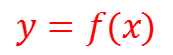 y = f(x)